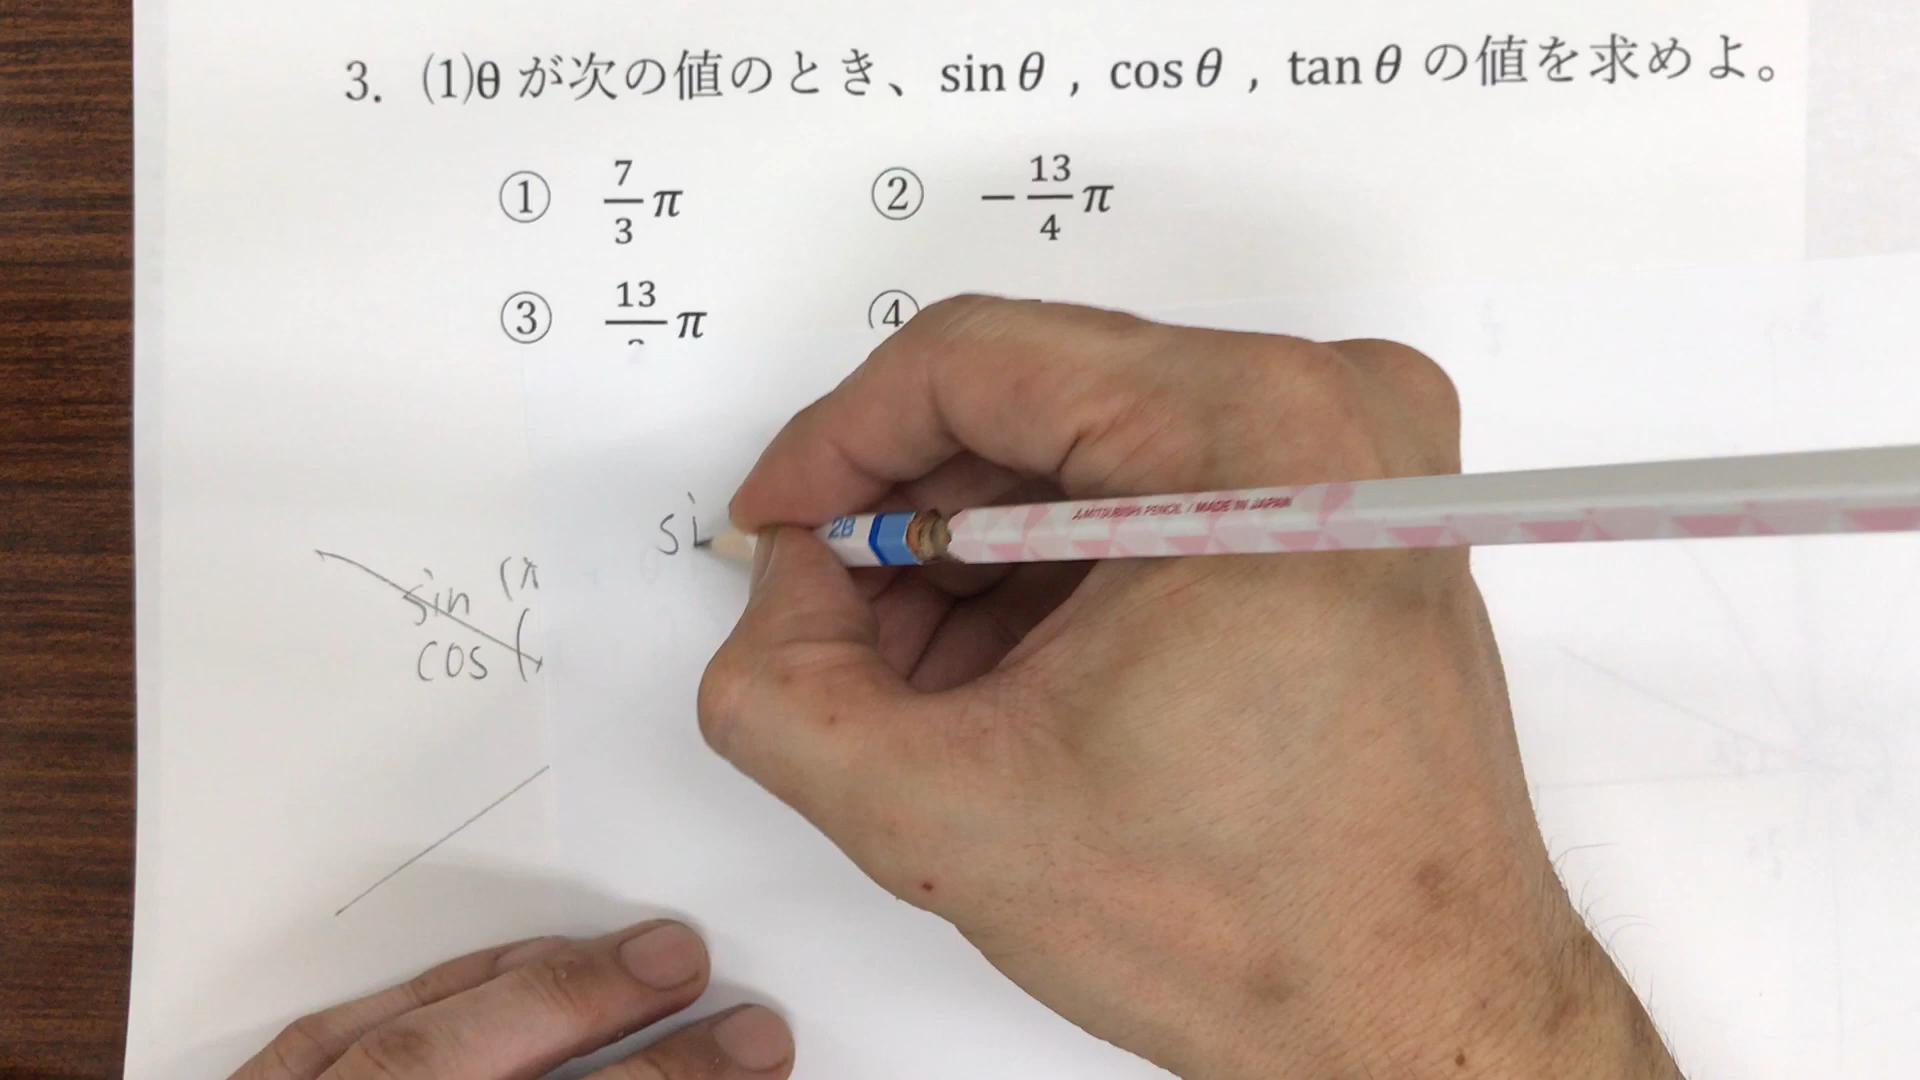 3. (1)θ が次の値のとき、sin θ , cos θ , tan θ の値を求めよ。
① 7/3 π ② − 13/4 π
③ 13 π ④
si
sin (π
cos (
2B
MITSUBISHI PENCIL / MADE IN JAPAN